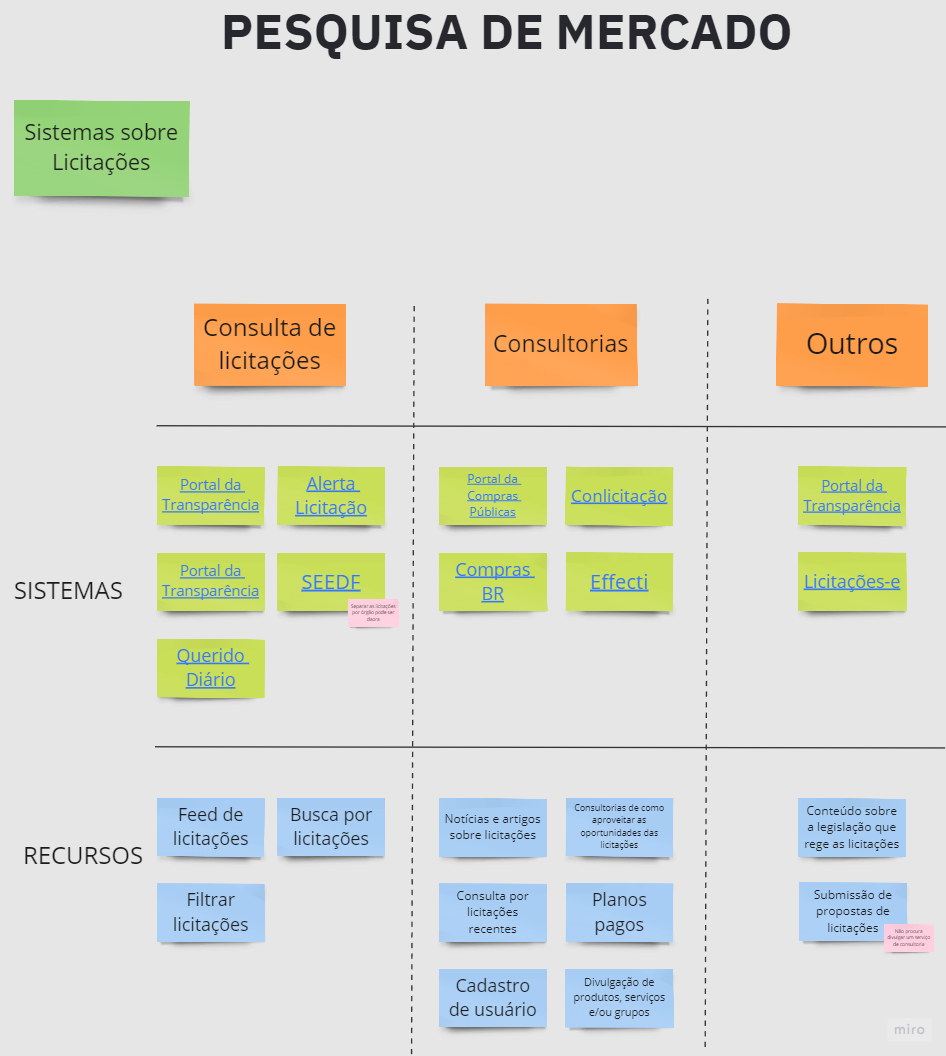 PESQUISA DE MERCADO
Sistemas sobre
Licitações
Consulta de
licitações
Consultorias
Outros
SISTEMAS
Portal da
Transparência
Alerta
Licitação
Portal da
Transparência
SEEDF
Separar as licitações
por órgão pode ser
daora
Querido
Diário
Portal da
Compras
Públicas
Conlicitação
Compras
BR
Effecti
Portal da
Transparência
Licitações-e
RECURSOS
Feed de
licitações
Busca por
licitações
Filtrar
licitações
Notícias e artigos
sobre licitações
Consultorias de como
aproveitar as
oportunidades das
licitações
Consulta por
licitações
recentes
Planos
pagos
Cadastro
de usuário
Divulgação de
produtos, serviços
e/ou grupos
Conteúdo sobre
a legislação que
rege as licitações
Submissão de
propostas de
licitações
Não procura
divulgar um serviço
de consultoria
miro